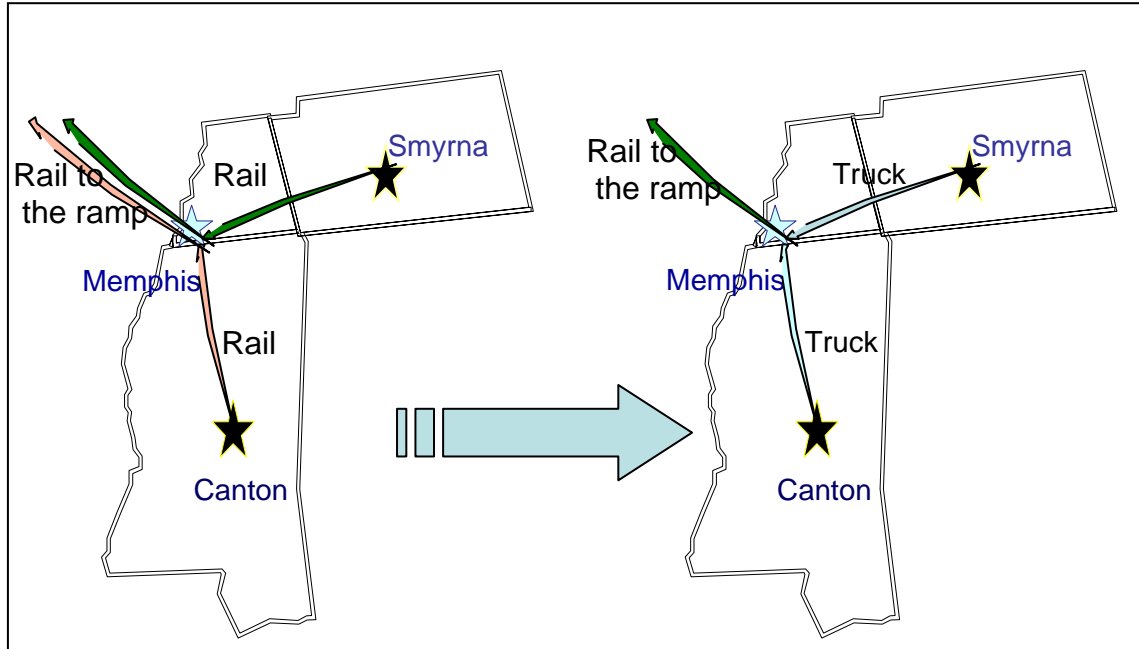 Smyrna
Rail
Rail to
the ramp
Memphis
Rail
Canton
Smyrna
Truck
Rail to
the ramp
Memphis
Truck
Canton